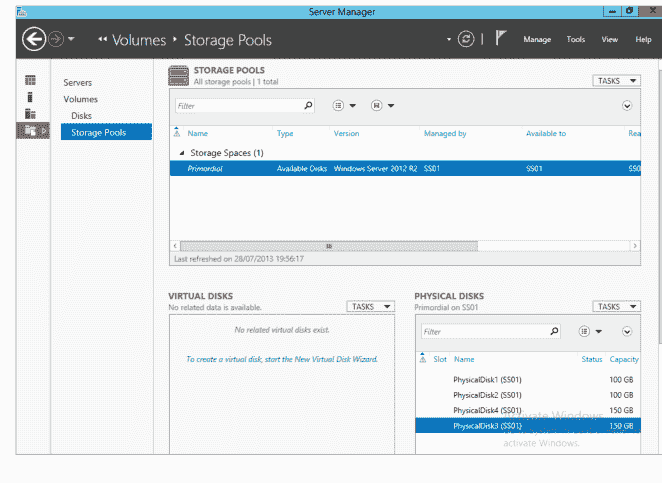 Server Manager
Volumes ▸ Storage Pools
Manage Tools View Help
Servers
Volumes
Disks
Storage Pools
STORAGE POOLS
All storage pools | 1 total
TASKS
Filter
Name Type Version Managed by Available to Rea
Storage Spaces (1)
Primordial Available Disks Windows Server 2012 R2 SS01 SS01 SS0
Last refreshed on 28/07/2013 19:56:17
VIRTUAL DISKS
No related data is available.
TASKS
No related virtual disks exist.
To create a virtual disk, start the New Virtual Disk Wizard.
PHYSICAL DISKS
Primordial on SS01
TASKS
Filter
Slot Name Status Capacity
PhysicalDisk1 (SS01) 100 GB
PhysicalDisk2 (SS01) 100 GB
PhysicalDisk4 (SS01) 150 GB
Activate Windows
PhysicalDisk3 (SS01) 150 GB
activate Windows.